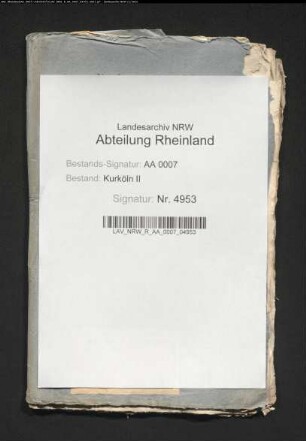 Landesarchiv NRW
Abteilung Rheinland
Bestands-Signatur: AA 0007
Bestand: Kurköln II
Signatur: Nr. 4953
LAV_NRW_R_AA_0007_04953